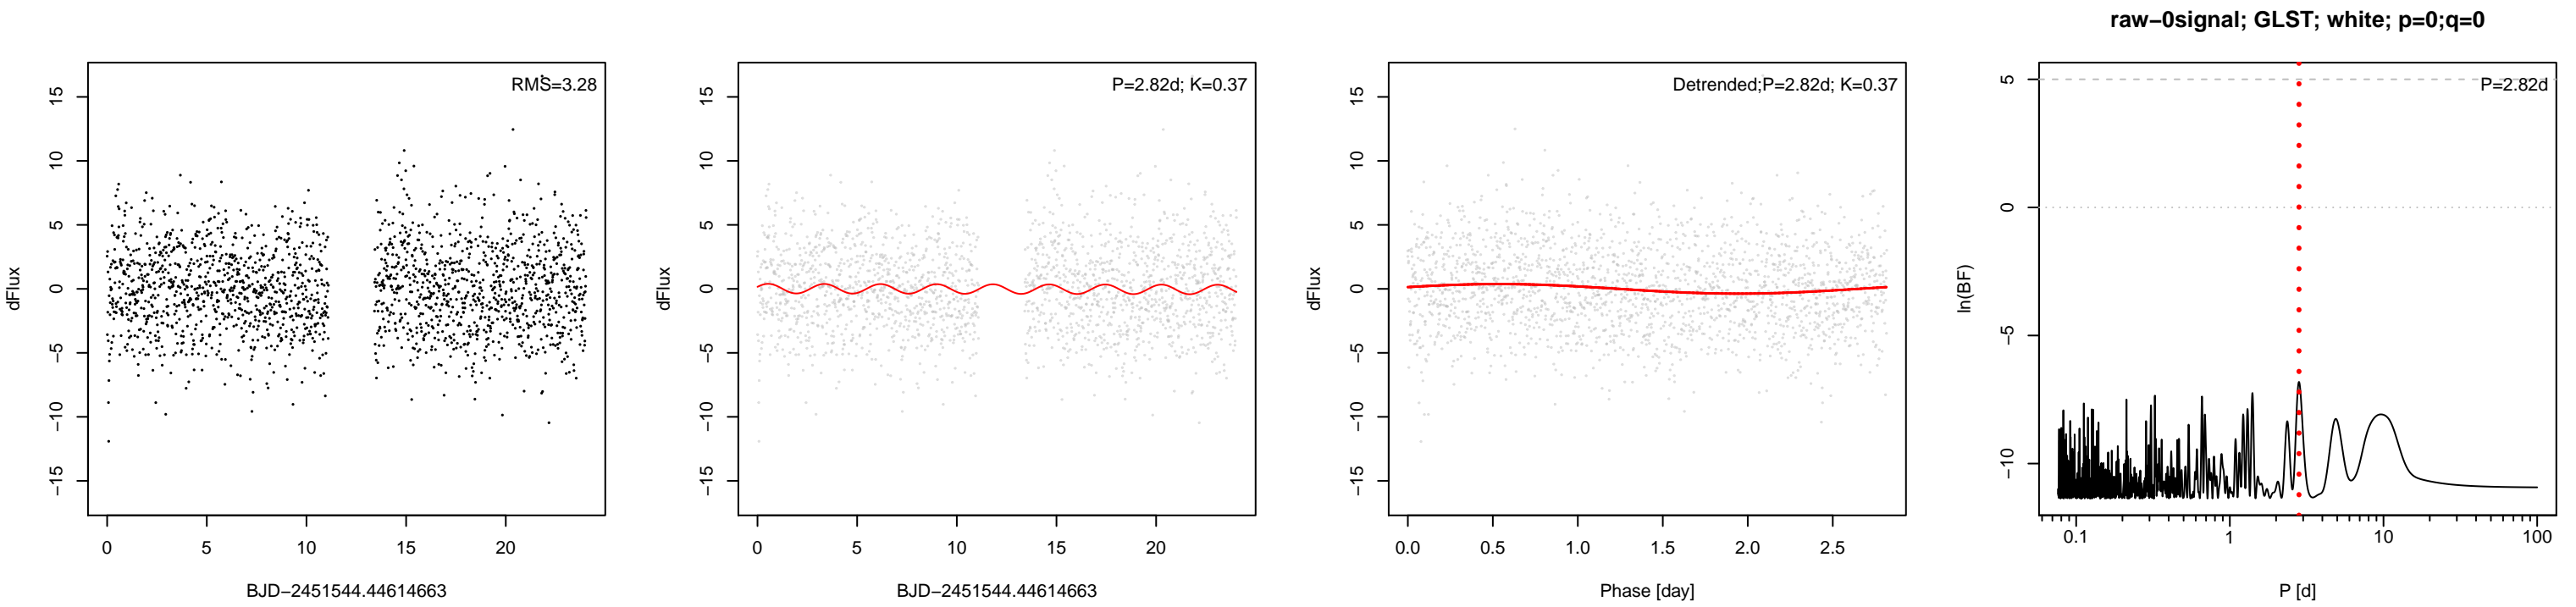 raw−0signal; GLST; white; p=0;q=0
RMS=3.28
dFlux
15
10
5
0
−5
−10
−15
0 5 10 15 20
BJD−2451544.44614663
P=2.82d; K=0.37
dFlux
15
10
5
0
−5
−10
−15
0 5 10 15 20
BJD−2451544.44614663
Detrended;P=2.82d; K=0.37
dFlux
15
10
5
0
−5
−10
−15
0.0 0.5 1.0 1.5 2.0 2.5
Phase [day]
P=2.82d
ln(BF)
5
0
−5
−10
0.1 1 10 100
P [d]